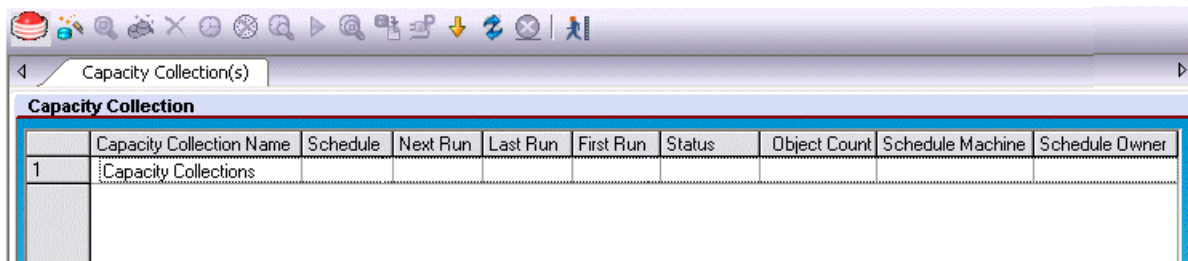 Capacity Collection(s)
Capacity Collection
Capacity Collection Name Schedule Next Run Last Run First Run Status Object Count Schedule Machine Schedule Owner
1 Capacity Collections